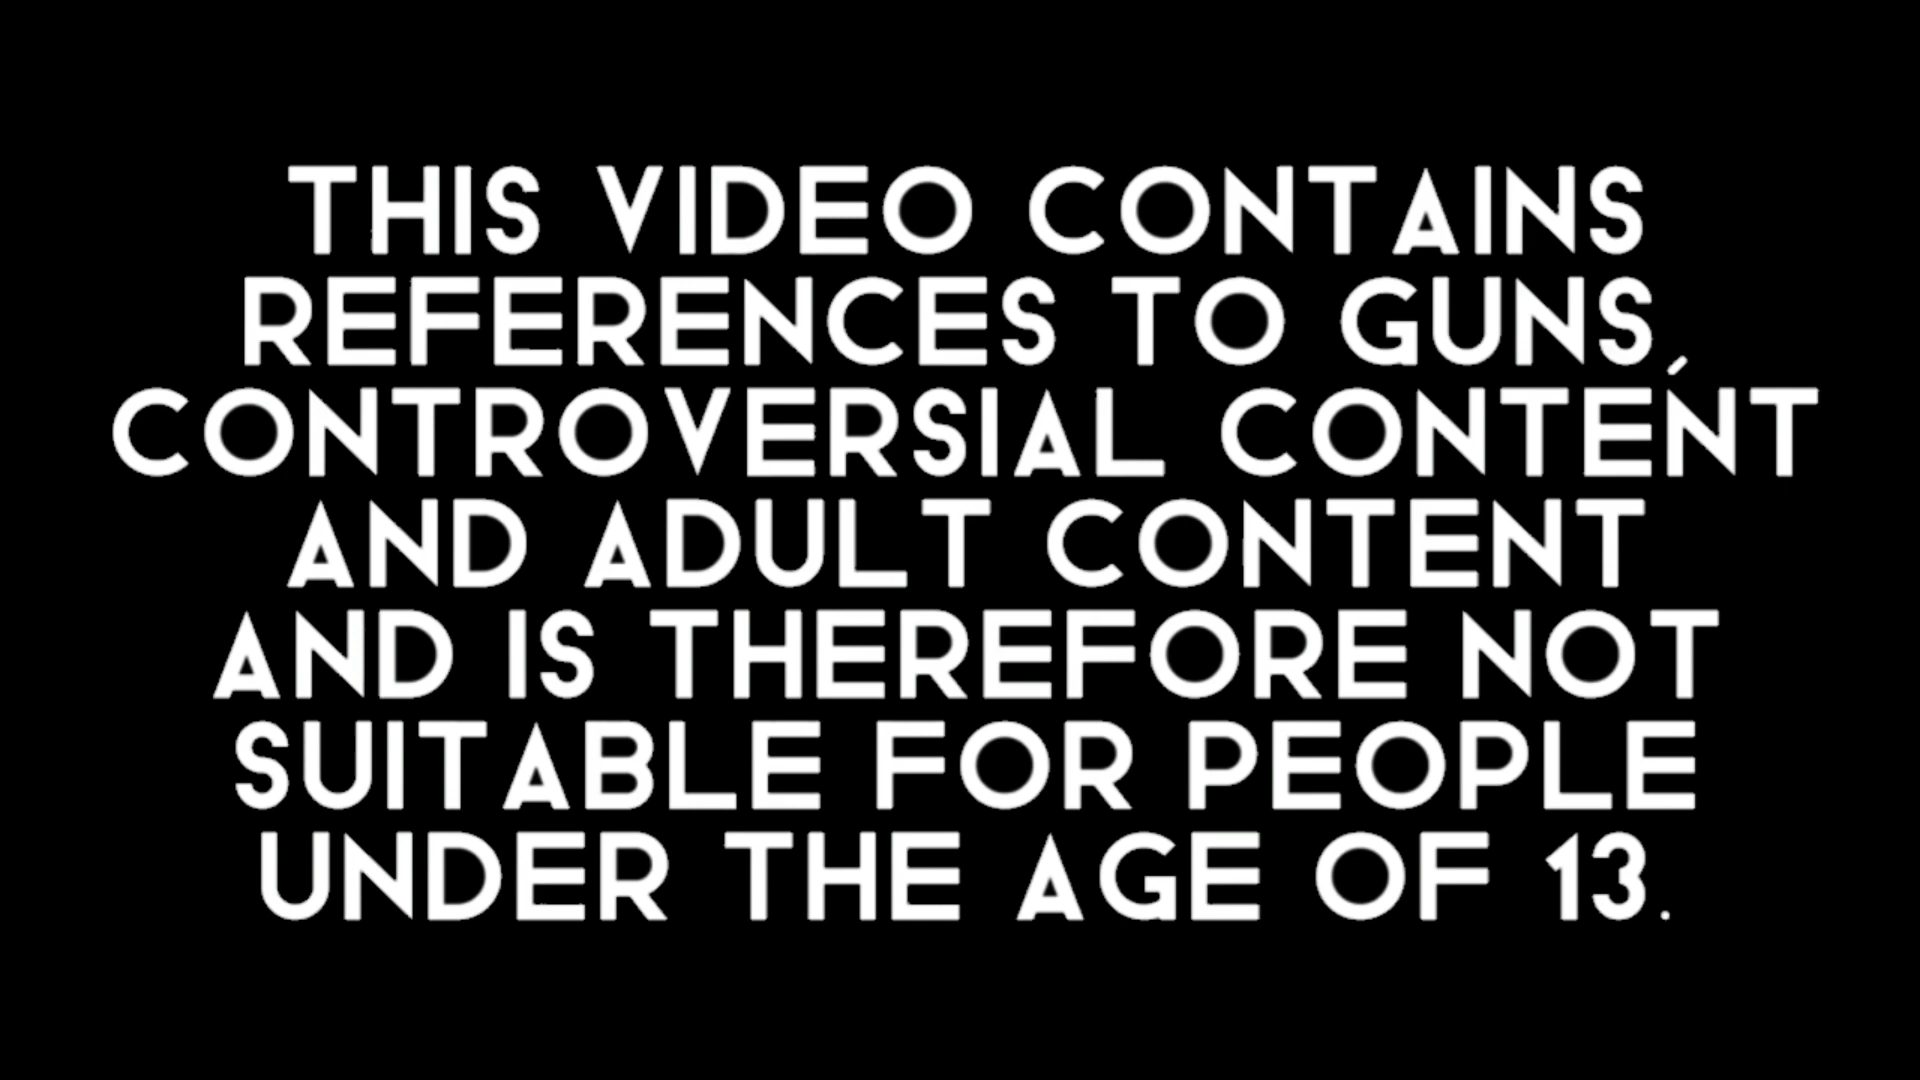 THIS VIDEO CONTAINS
REFERENCES TO GUNS,
CONTROVERSIAL CONTENT
AND ADULT CONTENT
AND IS THEREFORE NOT
SUITABLE FOR PEOPLE
UNDER THE AGE OF 13.